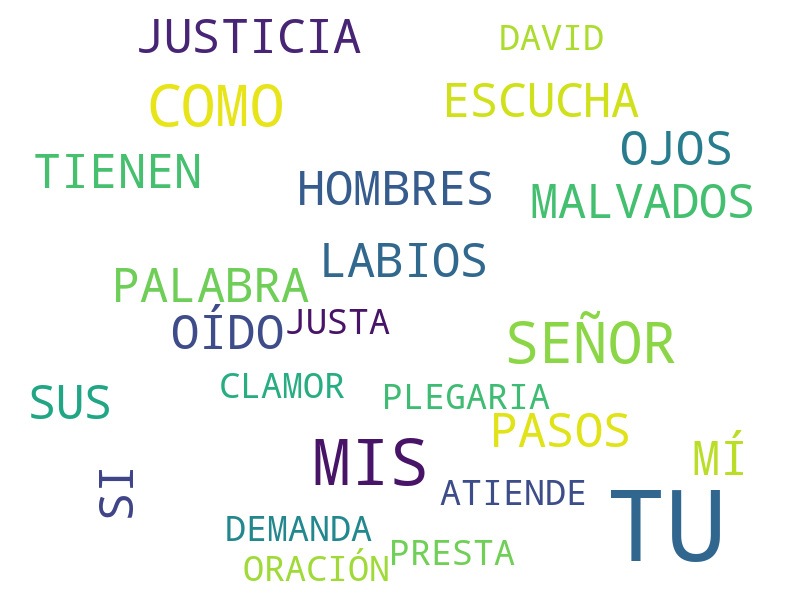 JUSTICIA
DAVID
COMO
ESCUCHA
OJOS
TIENEN
HOMBRES
MALVADOS
LABIOS
PALABRA
OÍDO
JUSTA
SEÑOR
CLAMOR
PLEGARIA
SUS
PASOS
MÍ
MIS
SI
ATIENDE
TU
DEMANDA
PRESTA
ORACIÓN